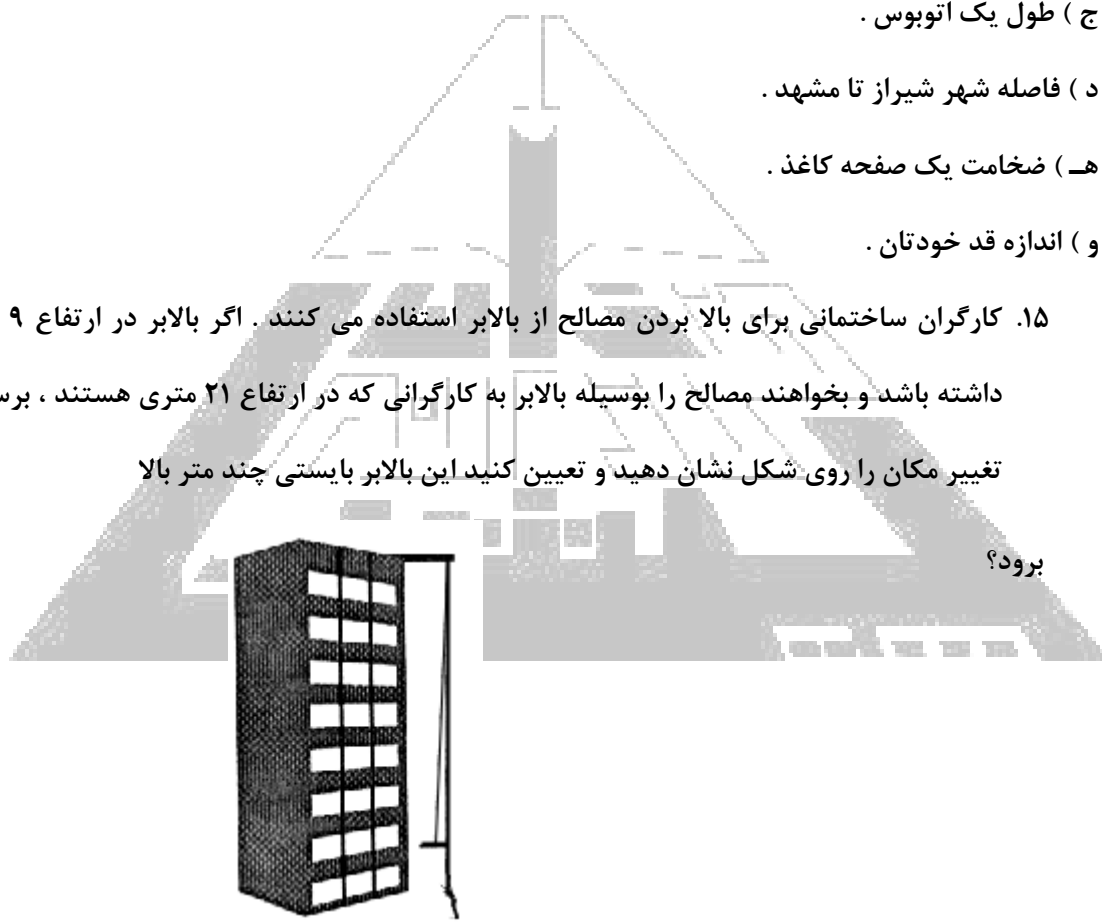 ج ) طول یک اتوبوس .
د ) فاصله شهر شیراز تا مشهد .
هـ ) ضخامت یک صفحه کاغذ .
و ) اندازه قد خودتان .
۱۵. کارگران ساختمانی برای بالا بردن مصالح از بالابر استفاده می کنند . اگر بالابر در ارتفاع ۹
داشته باشد و بخواهند مصالح را بوسیله بالابر به کارگرانی که در ارتفاع ۲۱ متری هستند ،
تغییر مکان را روی شکل نشان دهید و تعیین کنید این بالابر بایستی چند متر بالا
برود؟